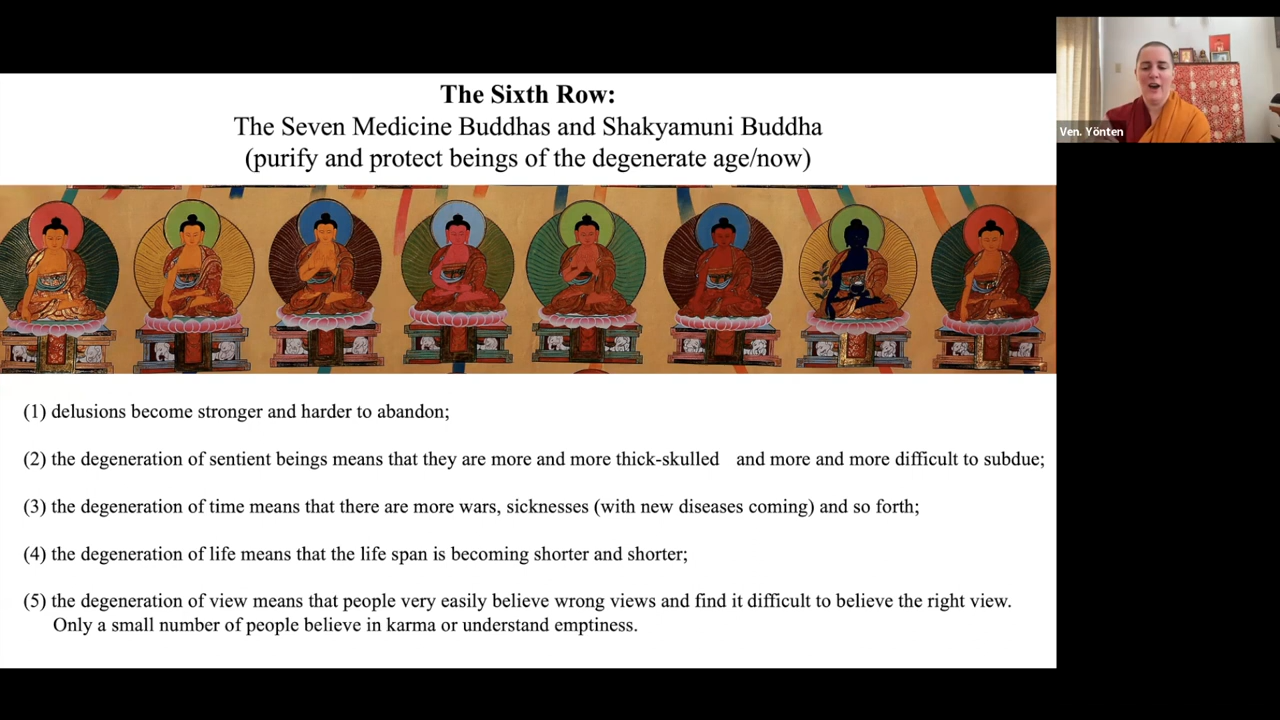 The Sixth Row:
The Seven Medicine Buddhas and Shakyamuni Buddha
(purify and protect beings of the degenerate age/now)
Ven. Yönten
(1) delusions become stronger and harder to abandon;
(2) the degeneration of sentient beings means that they are more and more thick-skulled and more and more difficult to subdue;
(3) the degeneration of time means that there are more wars, sicknesses (with new diseases coming) and so forth;
(4) the degeneration of life means that the life span is becoming shorter and shorter;
(5) the degeneration of view means that people very easily believe wrong views and find it difficult to believe the right view.
Only a small number of people believe in karma or understand emptiness.